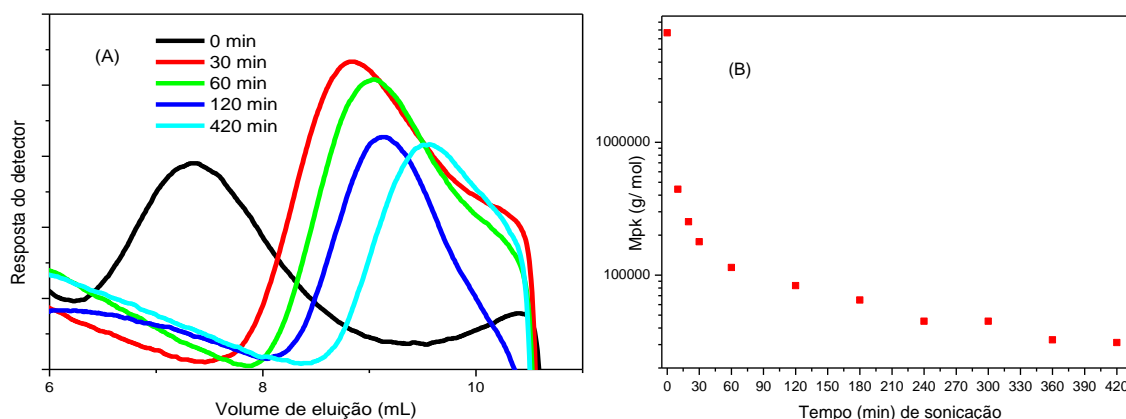 (A)
0 min
30 min
60 min
120 min
420 min
Resposta do detector
6 8 10
Volume de eluição (mL)
(B)
1000000
100000
Mpk (g/ mol)
0 30 60 90 120 150 180 210 240 270 300 330 360 390 420
Tempo (min) de sonicação